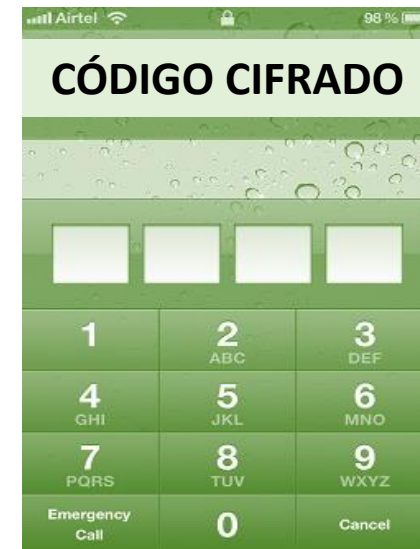 Airtel 98%
CÓDIGO CIFRADO
1 2 3
ABC DEF
4 5 6
GHI JKL MNO
7 8 9
PQRS TUV WXYZ
Emergency Call 0 Cancel